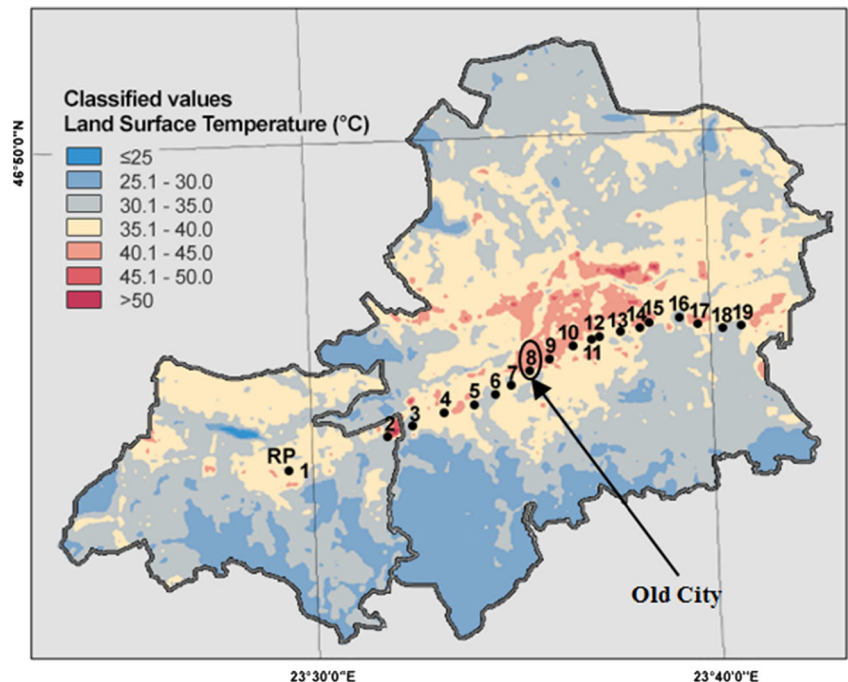 Classified values
Land Surface Temperature (°C)
≤25
25.1 - 30.0
30.1 - 35.0
35.1 - 40.0
40.1 - 45.0
45.1 - 50.0
>50
46°50'0"N
RP
1
2
3
4
5
6
7
8
9
10
11
12
13
14
15
16
17
18
19
Old City
23°30'0"E
23°40'0"E